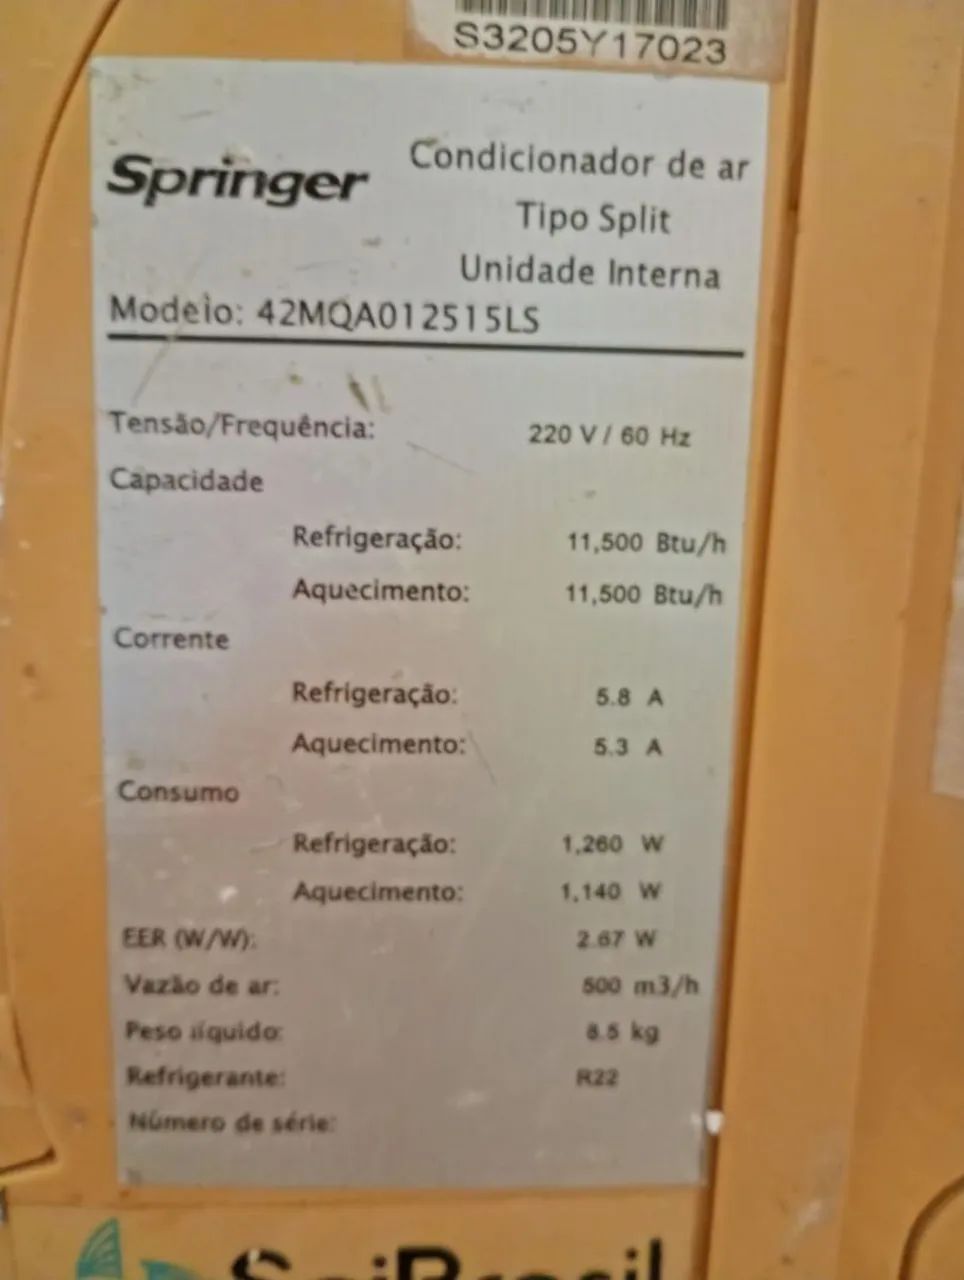 S3205Y17023
Springer
Condicionador de ar
Tipo Split
Unidade Interna
Modelo: 42MQA012515LS
Tensão/Frequência: 220 V / 60 Hz
Capacidade
Refrigeração: 11,500 Btu/h
Aquecimento: 11,500 Btu/h
Corrente
Refrigeração: 5.8 A
Aquecimento: 5.3 A
Consumo
Refrigeração: 1,260 W
Aquecimento: 1,140 W
EER (W/W): 2.67 W
Vazão de ar: 500 m3/h
Peso líquido: 8.5 kg
Refrigerante: R22
Número de série: